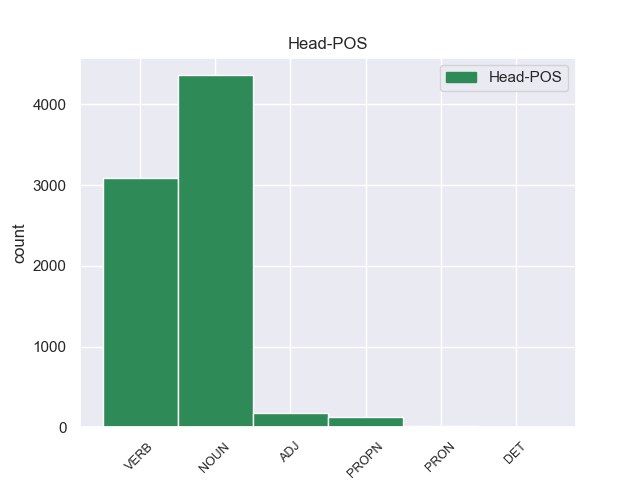 Head-POS
Head-POS
4000
3000
2000
1000
0
count
VERB
NOUN
ADJ
PROPN
PRON
DET